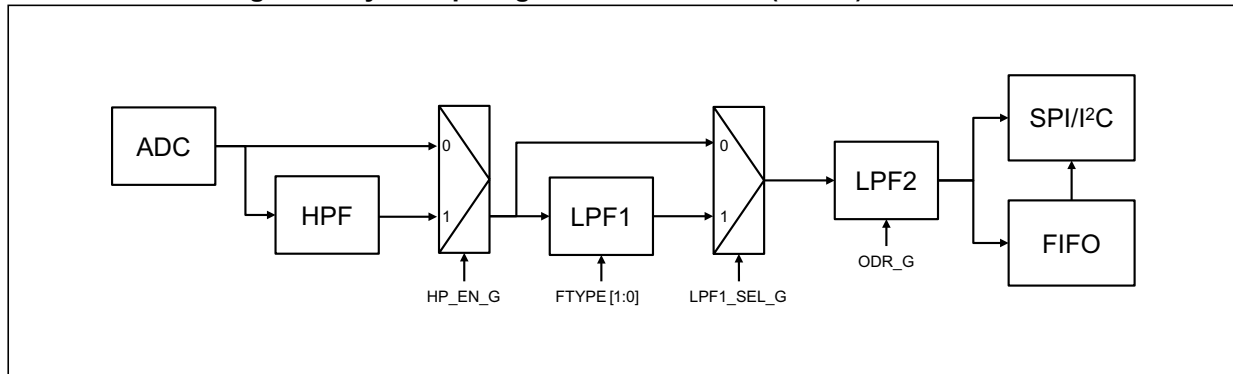 ADC
HPF
0
1
HP_EN_G
LPF1
FTYPE [1:0]
0
1
LPF1_SEL_G
LPF2
ODR_G
SPI/I²C
FIFO